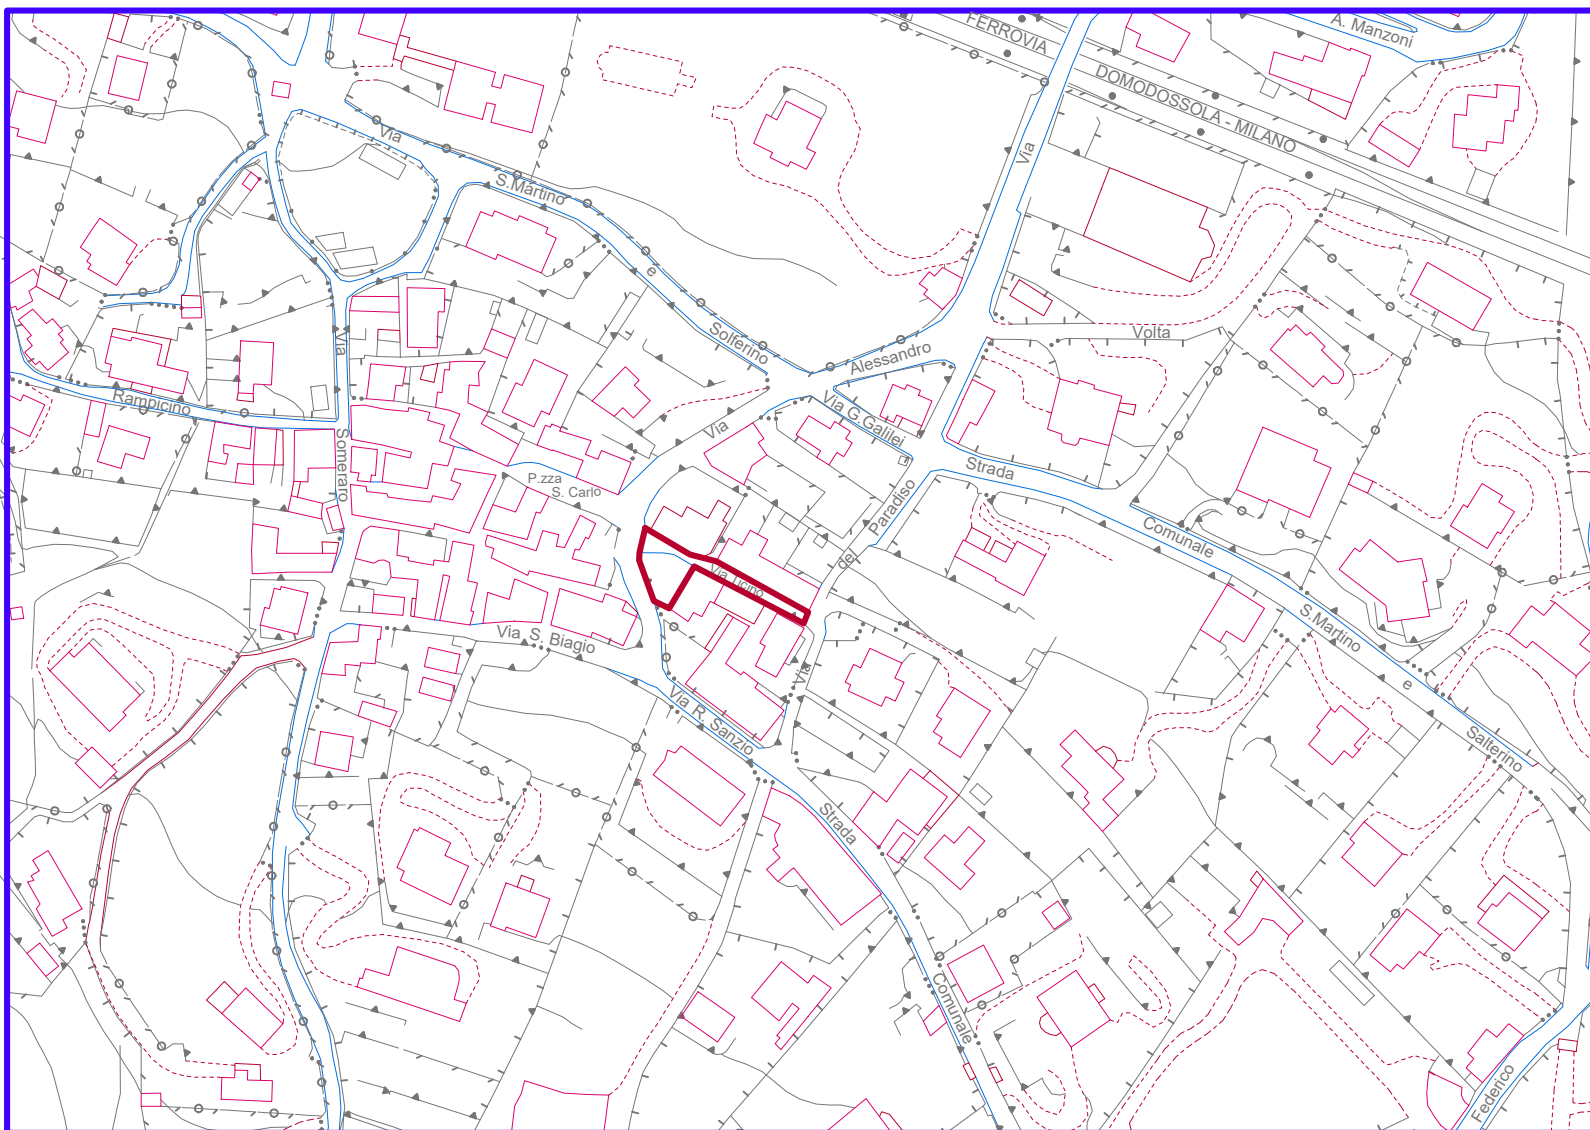 FERROVIA
A. Manzoni
DOMODOSSOLA - MILANO
Via
Via
S.Martino
e
Solferino
Alessandro
Volta
Via
Rampicino
Someraro
Via
Via G.Galilei
P.zza
S. Carlo
Strada
Paradiso
del
Via
Comunale
Via Ticino
S.Martino
e
Salterino
Via S. Biagio
Via R. Sanzio
Strada
Comunale
Federico